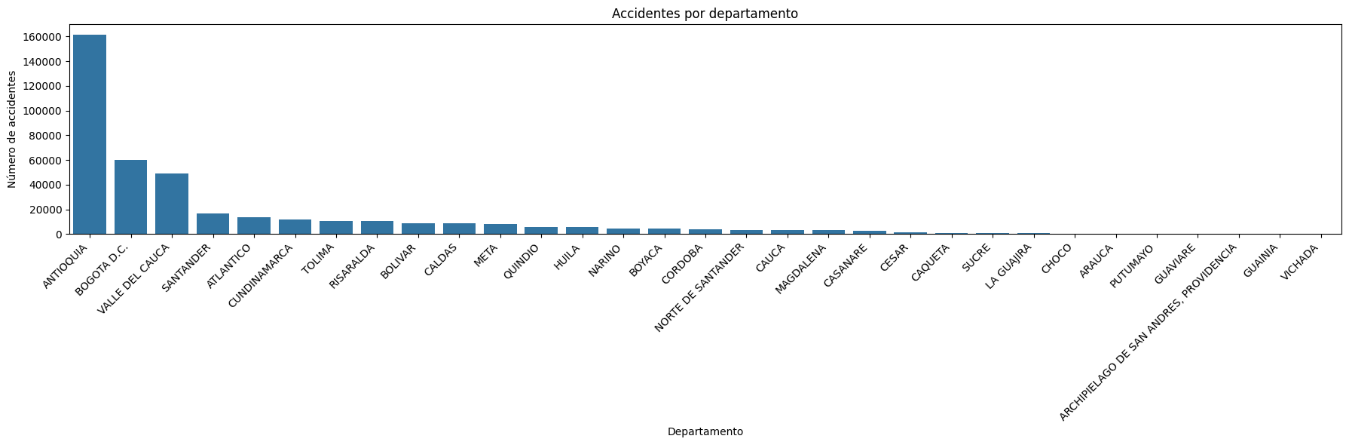 Accidentes por departamento
Número de accidentes
160000
140000
120000
100000
80000
60000
40000
20000
0
ANTIOQUIA
BOGOTA D.C.
VALLE DEL CAUCA
SANTANDER
ATLANTICO
CUNDINAMARCA
TOLIMA
RISARALDA
BOLIVAR
CALDAS
META
QUINDIO
HUILA
NARINO
BOYACA
CORDOBA
NORTE DE SANTANDER
CAUCA
MAGDALENA
CASANARE
CESAR
CAQUETA
SUCRE
LA GUAJIRA
CHOCO
ARAUCA
PUTUMAYO
GUAVIARE
ARCHIPIELAGO DE SAN ANDRES, PROVIDENCIA
GUAINIA
VICHADA
Departamento